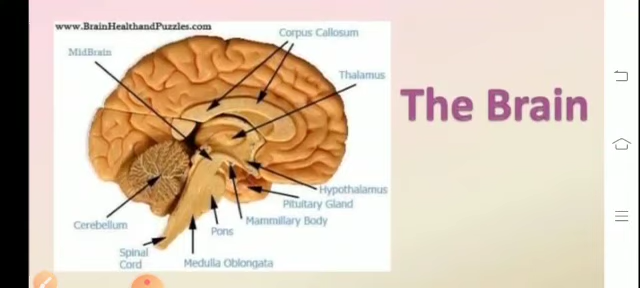 www.BrainHealthandPuzzles.com
Corpus Callosum
MidBrain
Thalamus
The Brain
Hypothalamus
Pituitary Gland
Mammillary Body
Cerebellum
Pons
Spinal
Cord
Medulla Oblongata